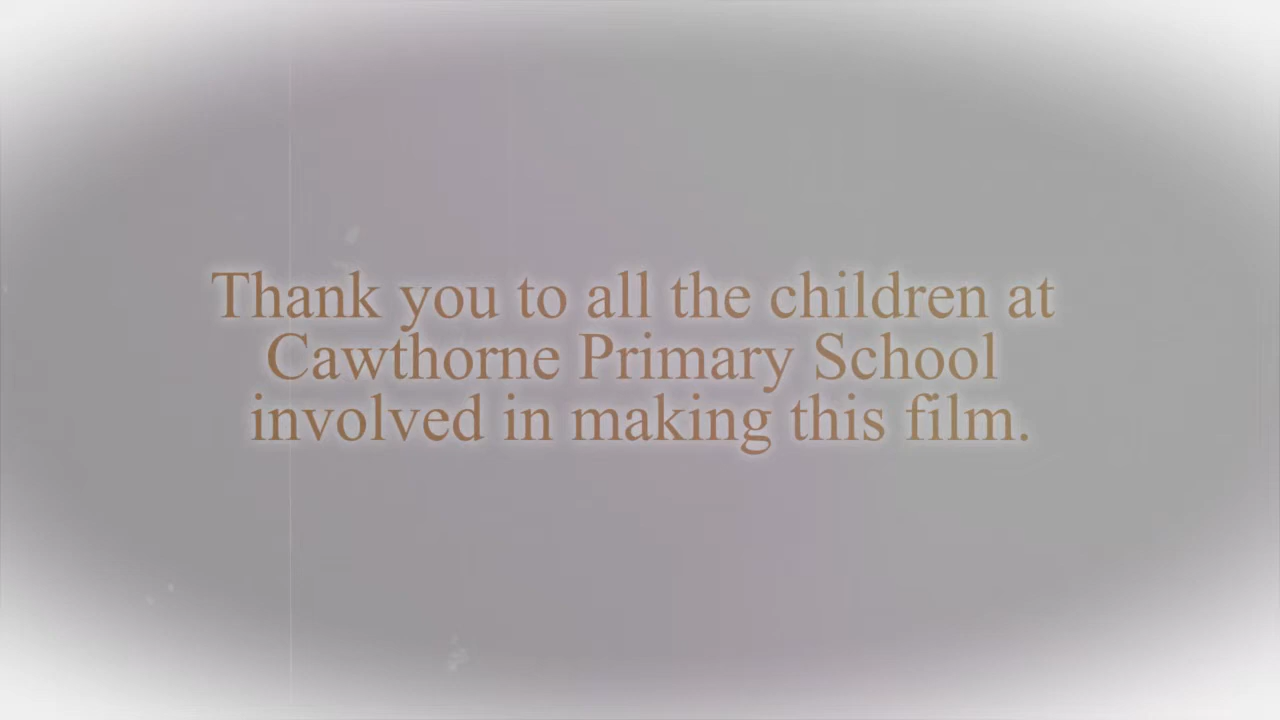 Thank you to all the children at
Cawthorne Primary School
involved in making this film.